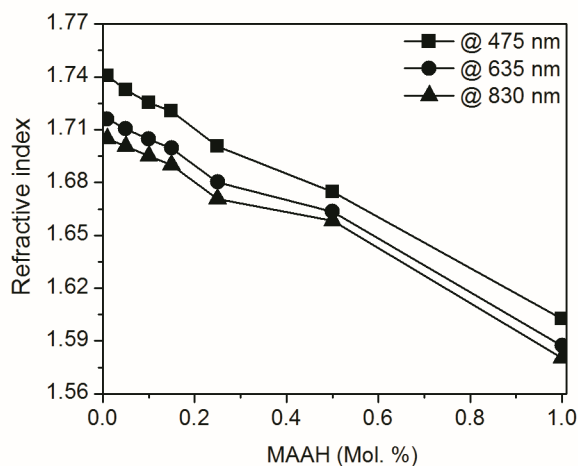 1.77
1.74
1.71
1.68
1.65
1.62
1.59
1.56
Refractive index
@ 475 nm
@ 635 nm
@ 830 nm
0.0 0.2 0.4 0.6 0.8 1.0
MAAH (Mol. %)